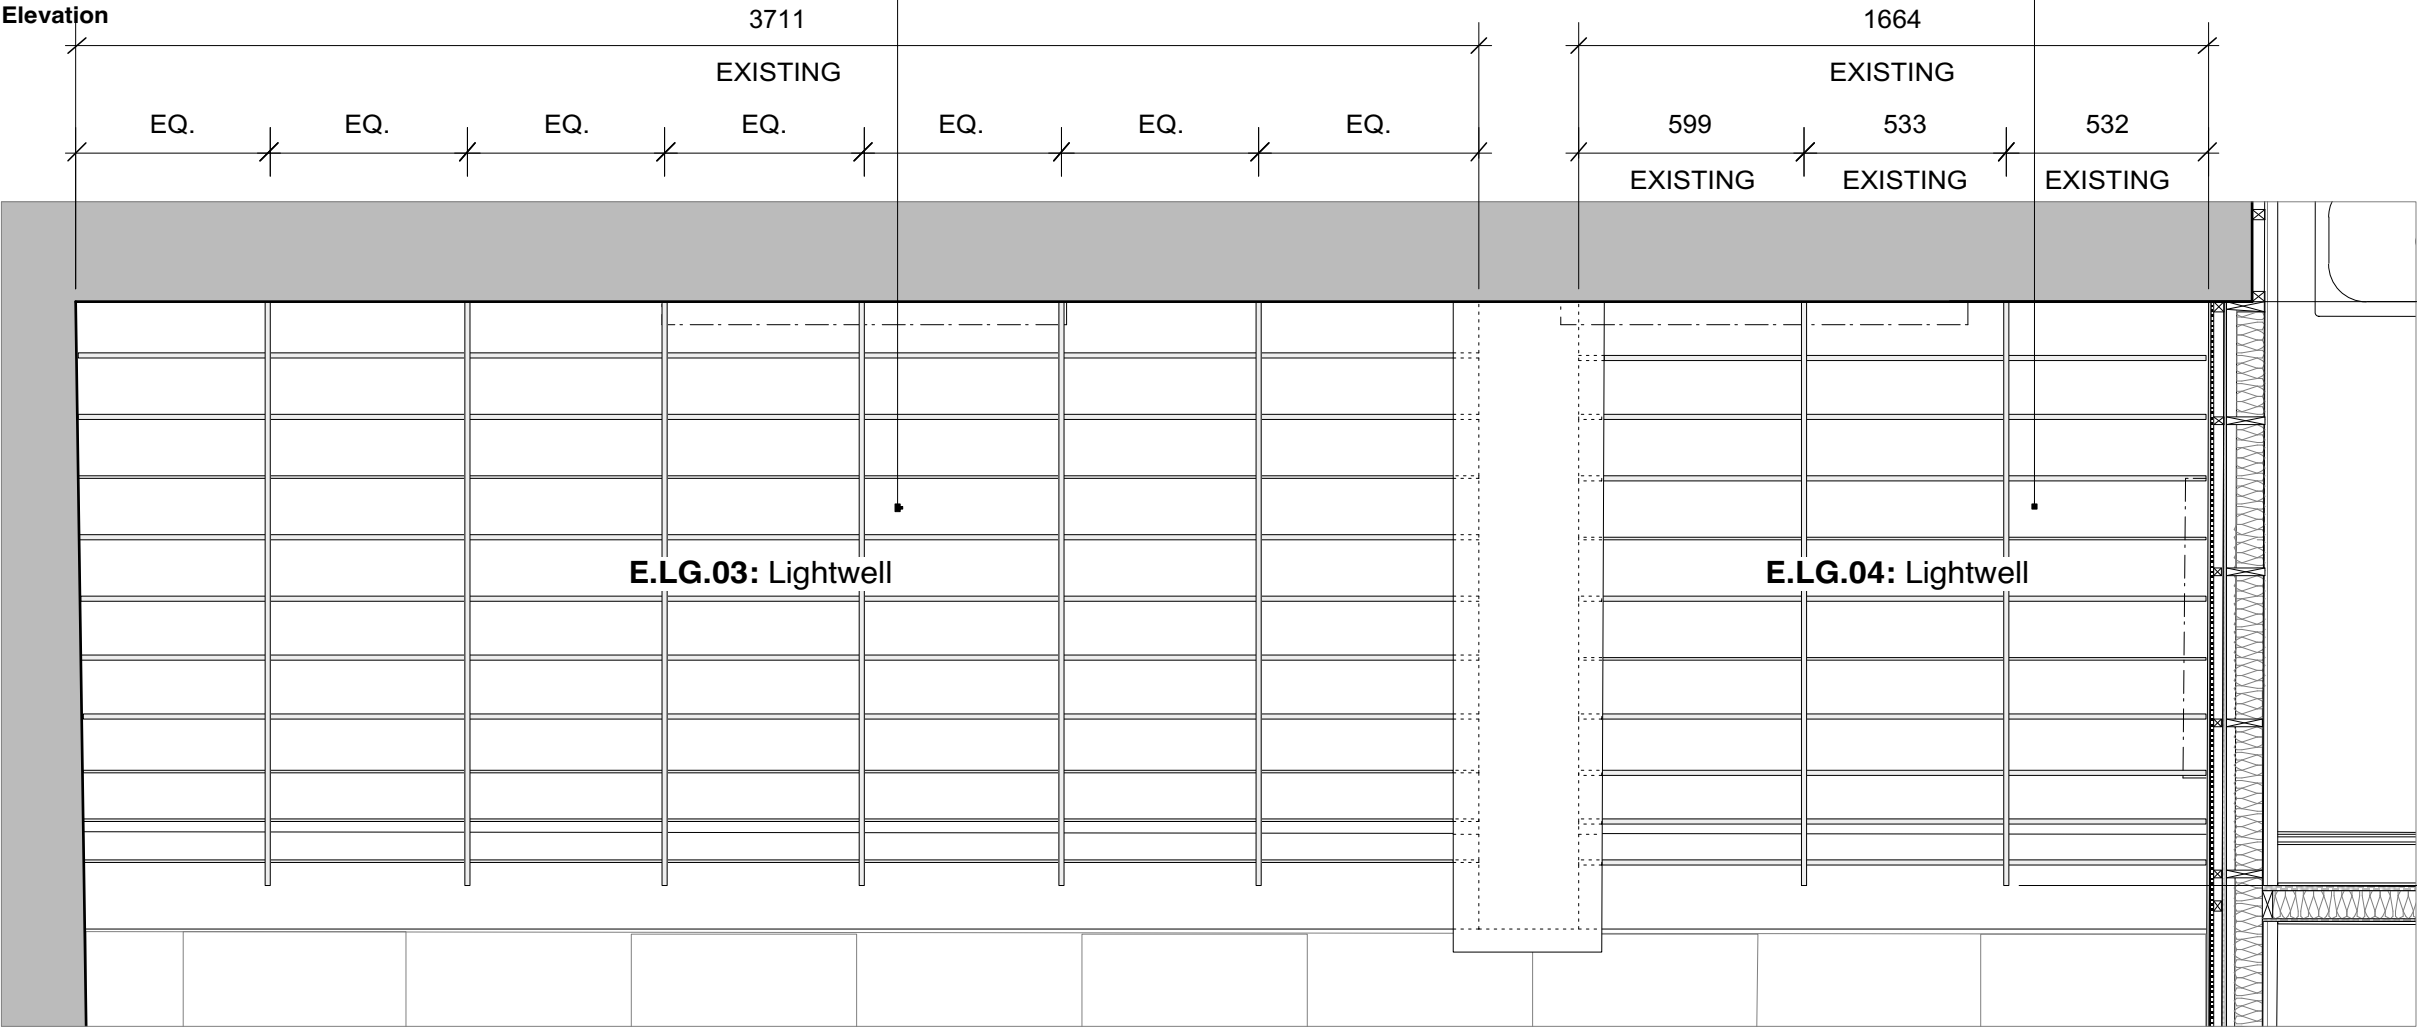 Elevation
3711
1664
EXISTING
EXISTING
EQ.
EQ.
EQ.
EQ.
EQ.
EQ.
EQ.
599
533
532
EXISTING
EXISTING
EXISTING
E.LG.03: Lightwell
E.LG.04: Lightwell